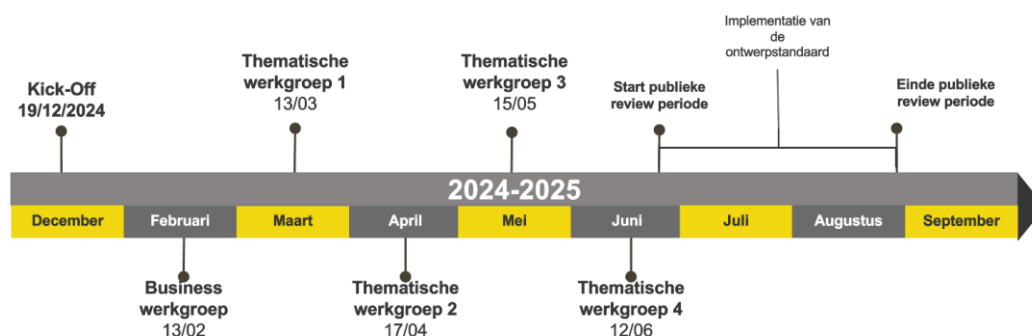 Implementatie van
de
ontwerpstandaard
Kick-Off
19/12/2024
Thematische
werkgroep 1
13/03
Thematische
werkgroep 3
15/05
Start publieke
review periode
Einde publieke
review periode
2024-2025
December
Februari
Maart
April
Mei
Juni
Juli
Augustus
September
Business
werkgroep
13/02
Thematische
werkgroep 2
17/04
Thematische
werkgroep 4
12/06